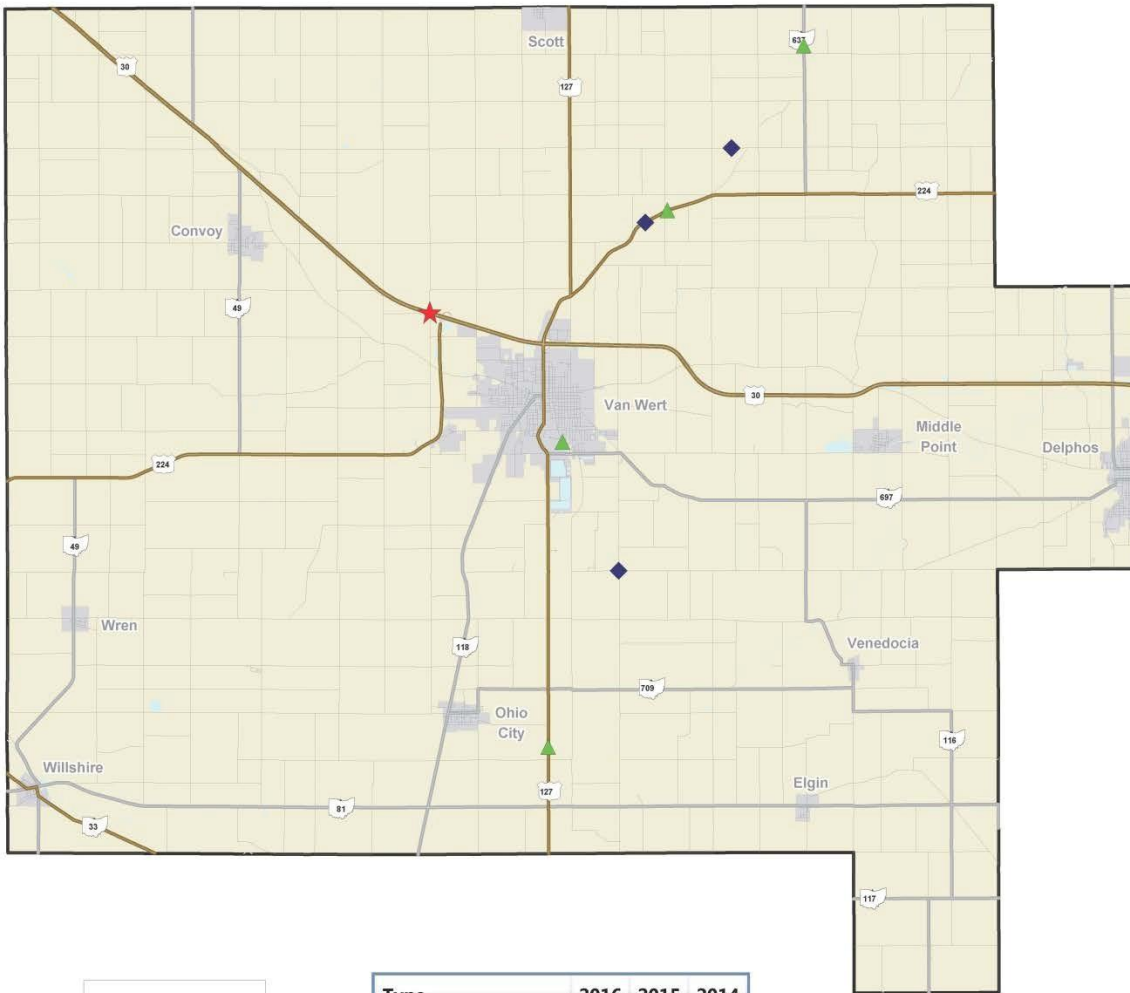 Scott
637
30
127
224
Convoy
49
Van Wert
30
Middle
Point
Delphos
224
697
49
Wren
118
Venedocia
709
Ohio
City
116
Willshire
Elgin
127
81
33
117
Type 2016 2015 2014